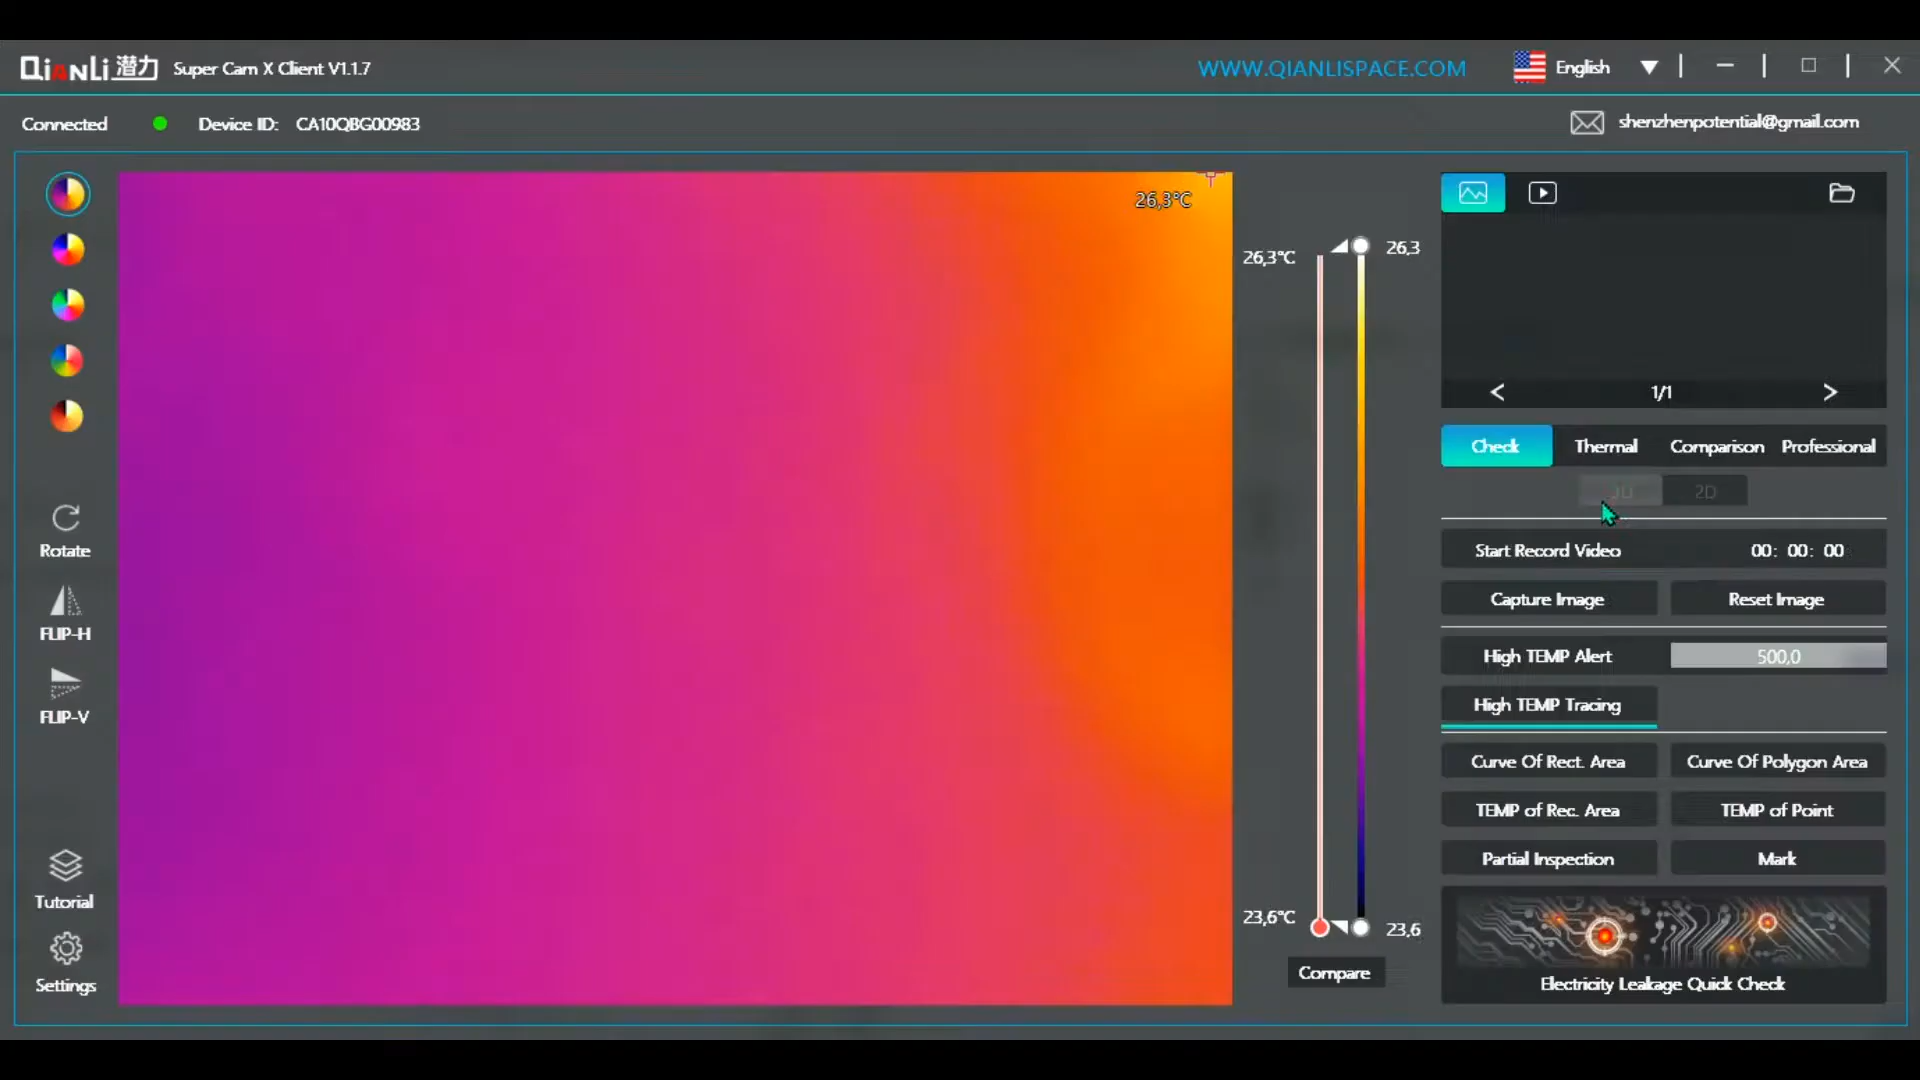 QiANLi 潜力 Super Cam X Client V1.1.7
WWW.QIANLISPACE.COM
English
Connected Device ID: CA10QBG00983
shenzhenpotential@gmail.com
26,3°C
26,3°C 26,3
1/1
Check Thermal Comparison Professional
2D
Rotate
Start Record Video 00: 00: 00
Capture Image Reset Image
FLIP-H
High TEMP Alert 500,0
High TEMP Tracing
FLIP-V
Curve Of Rect. Area Curve Of Polygon Area
TEMP of Rec. Area TEMP of Point
Partial Inspection Mark
Tutorial
23,6°C 23,6
Compare
Settings
Electricity Leakage Quick Check